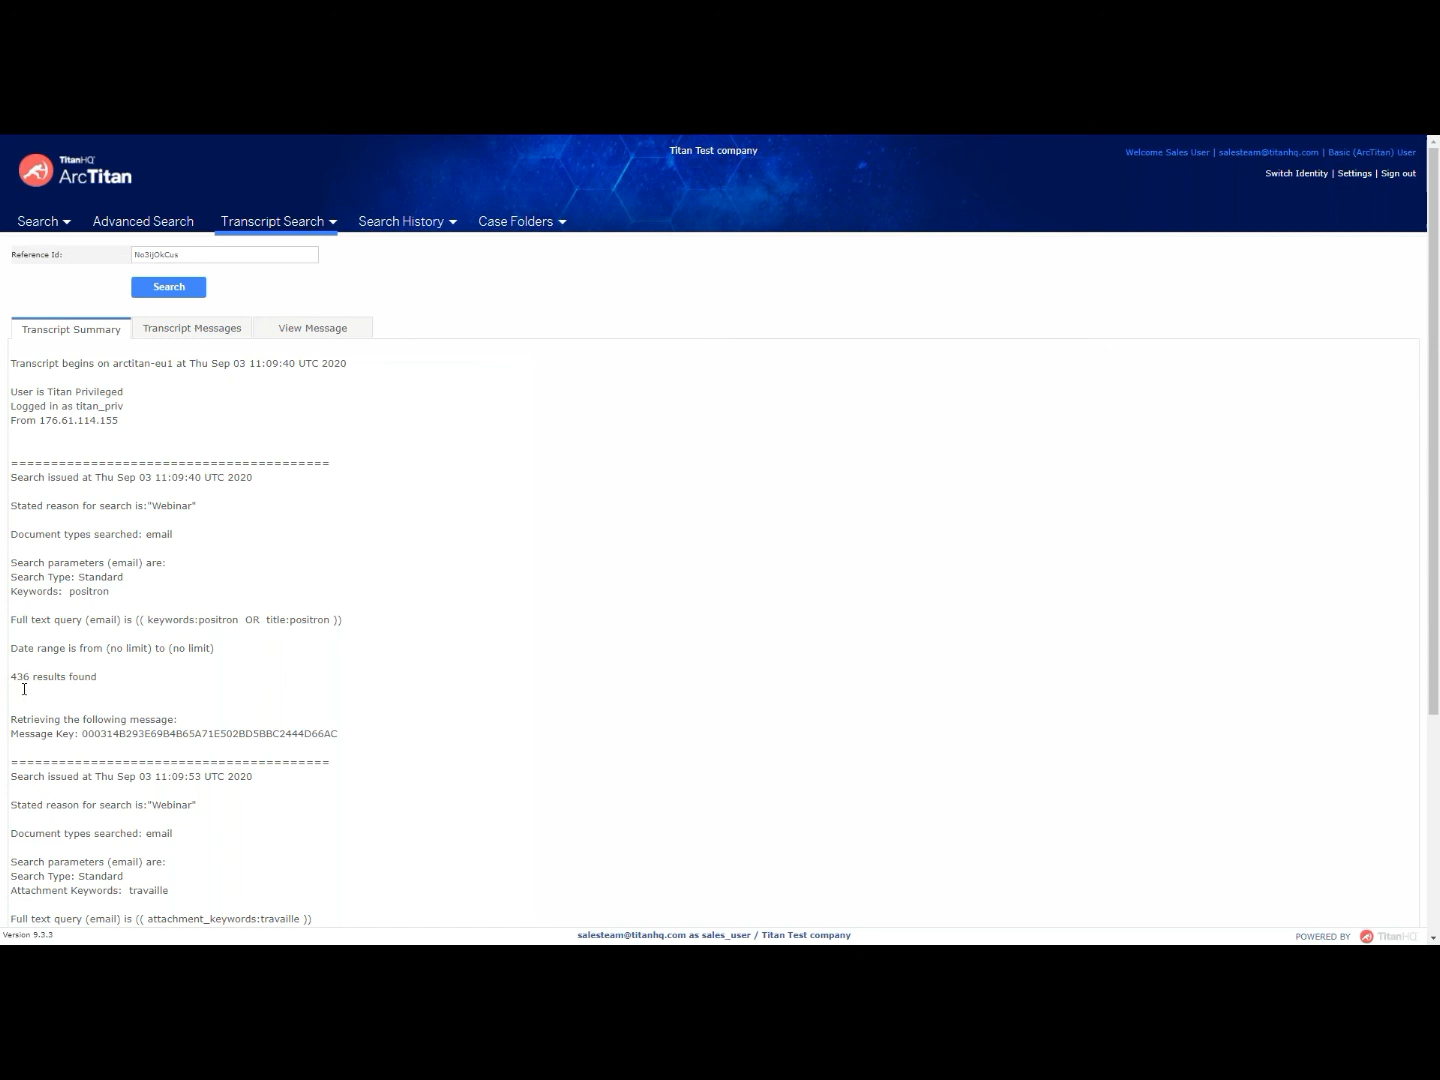 Titan Test company
Welcome Sales User | salesteam@titanhq.com | Basic (ArcTitan) User
TitanHQ
ArcTitan
Switch Identity | Settings | Sign out
Search Advanced Search Transcript Search Search History Case Folders
Reference Id: No3ijOkCus
Search
Transcript Summary Transcript Messages View Message
Transcript begins on arctitan-eu1 at Thu Sep 03 11:09:40 UTC 2020
User is Titan Privileged
Logged in as titan_priv
From 176.61.114.155
========================================
Search issued at Thu Sep 03 11:09:40 UTC 2020
Stated reason for search is:"Webinar"
Document types searched: email
Search parameters (email) are:
Search Type: Standard
Keywords: positron
Full text query (email) is (( keywords:positron OR title:positron ))
Date range is from (no limit) to (no limit)
436 results found
Retrieving the following message:
Message Key: 000314B293E69B4B65A71E502BD5BBC2444D66AC
========================================
Search issued at Thu Sep 03 11:09:53 UTC 2020
Stated reason for search is:"Webinar"
Document types searched: email
Search parameters (email) are:
Search Type: Standard
Attachment Keywords: travaille
Full text query (email) is (( attachment_keywords:travaille ))
Version 9.3.3
salesteam@titanhq.com as sales_user / Titan Test company
POWERED BY TitanHQ